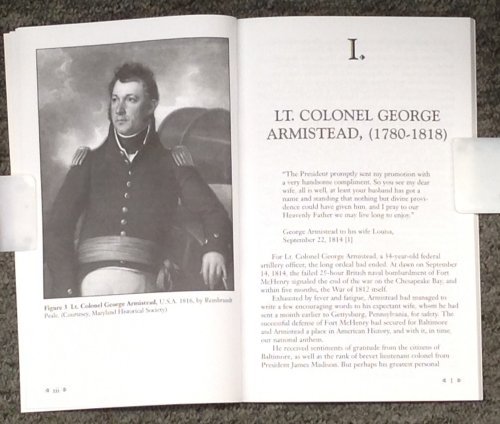 Figure 3 Lt. Colonel George Armistead, U.S.A. 1816, by Rembrandt
Peale. (Courtesy, Maryland Historical Society)
xii
I.
LT. COLONEL GEORGE
ARMISTEAD, (1780-1818)
"The President promptly sent my promotion with
a very handsome compliment. So you see my dear
wife, all is well, at least your husband has got a
name and standing that nothing but divine provi-
dence could have given him, and I pray to our
Heavenly Father we may live long to enjoy."
George Armistead to his wife Louisa,
September 22, 1814 [1]
For Lt. Colonel George Armistead, a 34-year-old federal
artillery officer, the long ordeal had ended. At dawn on September
14, 1814, the failed 25-hour British naval bombardment of Fort
McHenry signaled the end of the war on the Chesapeake Bay; and
within five months, the War of 1812 itself.
Exhausted by fever and fatigue, Armistead had managed to
write a few encouraging words to his expectant wife, whom he had
sent a month earlier to Gettysburg, Pennsylvania, for safety. The
successful defense of Fort McHenry had secured for Baltimore
and Armistead a place in American History, and with it, in time,
our national anthem.
He received sentiments of gratitude from the citizens of
Baltimore, as well as the rank of brevet lieutenant colonel from
President James Madison. But perhaps his greatest personal
1